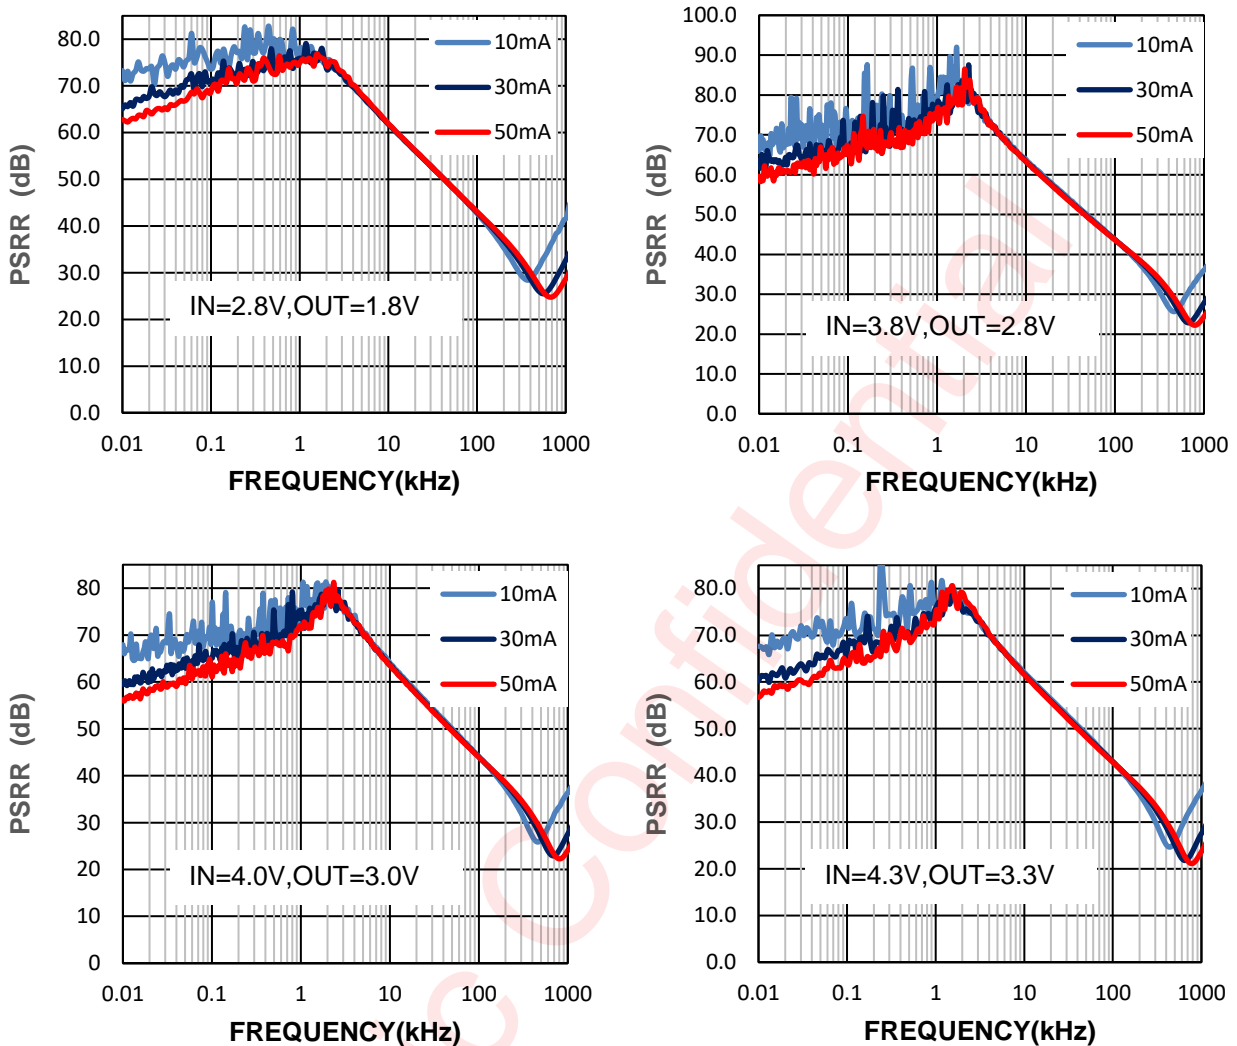 80.0
70.0
60.0
50.0
40.0
30.0
20.0
10.0
0.0
PSRR (dB)
10mA
30mA
50mA
IN=2.8V,OUT=1.8V
0.01 0.1 1 10 100 1000
FREQUENCY(kHz)
100.0
90.0
80.0
70.0
60.0
50.0
40.0
30.0
20.0
10.0
0.0
PSRR (dB)
10mA
30mA
50mA
IN=3.8V,OUT=2.8V
0.01 0.1 1 10 100 1000
FREQUENCY(kHz)
80
70
60
50
40
30
20
10
0
PSRR (dB)
10mA
30mA
50mA
IN=4.0V,OUT=3.0V
0.01 0.1 1 10 100 1000
FREQUENCY(kHz)
80.0
70.0
60.0
50.0
40.0
30.0
20.0
10.0
0.0
PSRR (dB)
10mA
30mA
50mA
IN=4.3V,OUT=3.3V
0.01 0.1 1 10 100 1000
FREQUENCY(kHz)
ic Confidential